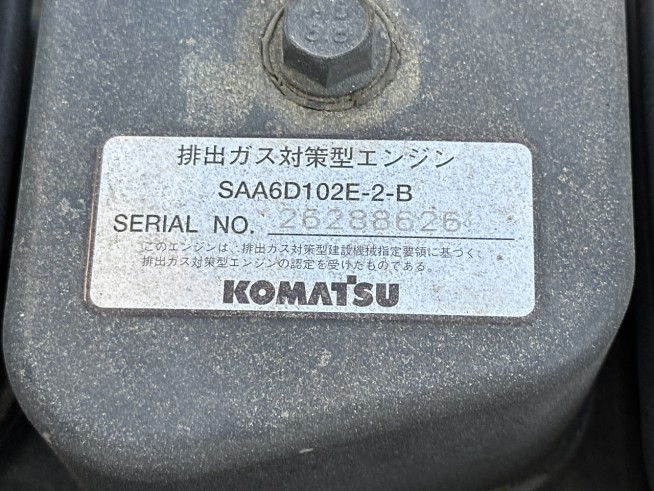 排出ガス対策型エンジン
SAA6D102E-2-B
SERIAL NO. 26288626
このエンジンは、排出ガス対策型建設機械指定要領に基づく、
排出ガス対策型エンジンの認定を受けたものである。
KOMATSU